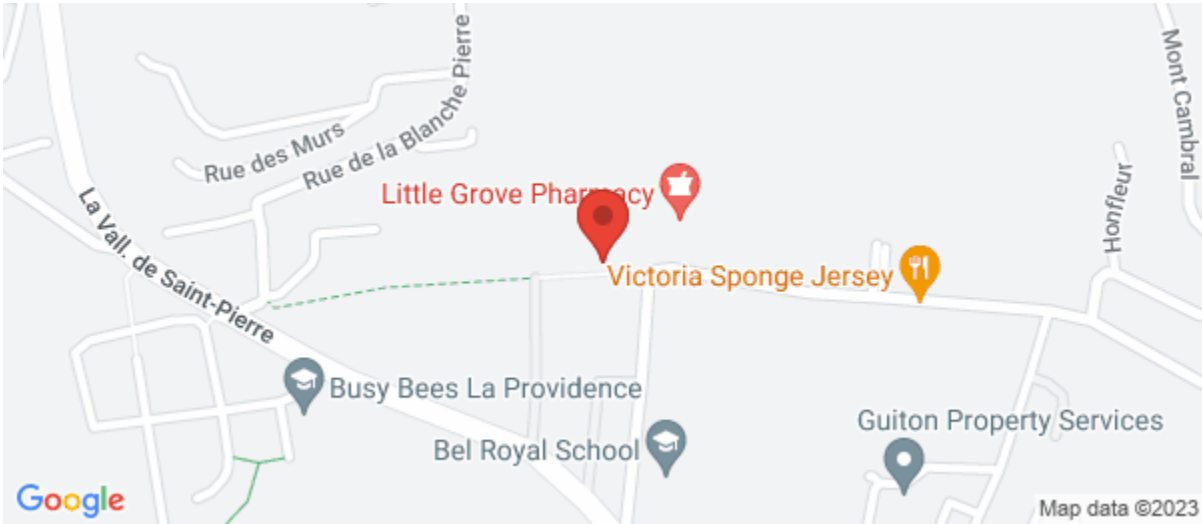 Mont Cambral
Rue de la Blanche Pierre
Rue des Murs
Honfleur
Little Grove Pharmacy
La Vall. de Saint-Pierre
Victoria Sponge Jersey
Busy Bees La Providence
Guiton Property Services
Bel Royal School
Google
Map data ©2023